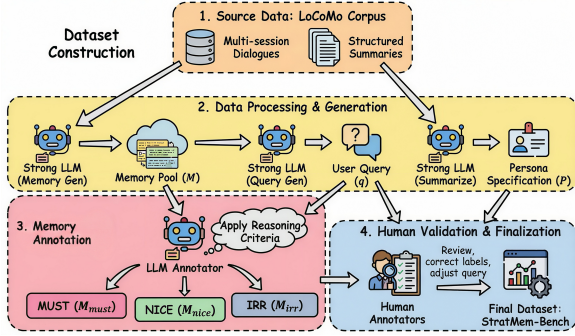 Dataset
Construction
1. Source Data: LoCoMo Corpus
Multi-session
Dialogues
Structured
Summaries
2. Data Processing & Generation
Strong LLM
(Memory Gen)
Memory Pool (M)
Strong LLM
(Query Gen)
?
User Query
(q)
Strong LLM
(Summarize)
Persona
Specification (P)
3. Memory
Annotation
Apply Reasoning
Criteria
LLM Annotator
MUST (Mmust)
NICE (Mnice)
IRR (Mirr)
4. Human Validation & Finalization
Review,
correct labels,
adjust query
Human
Annotators
Final Dataset:
StratMem-Bench